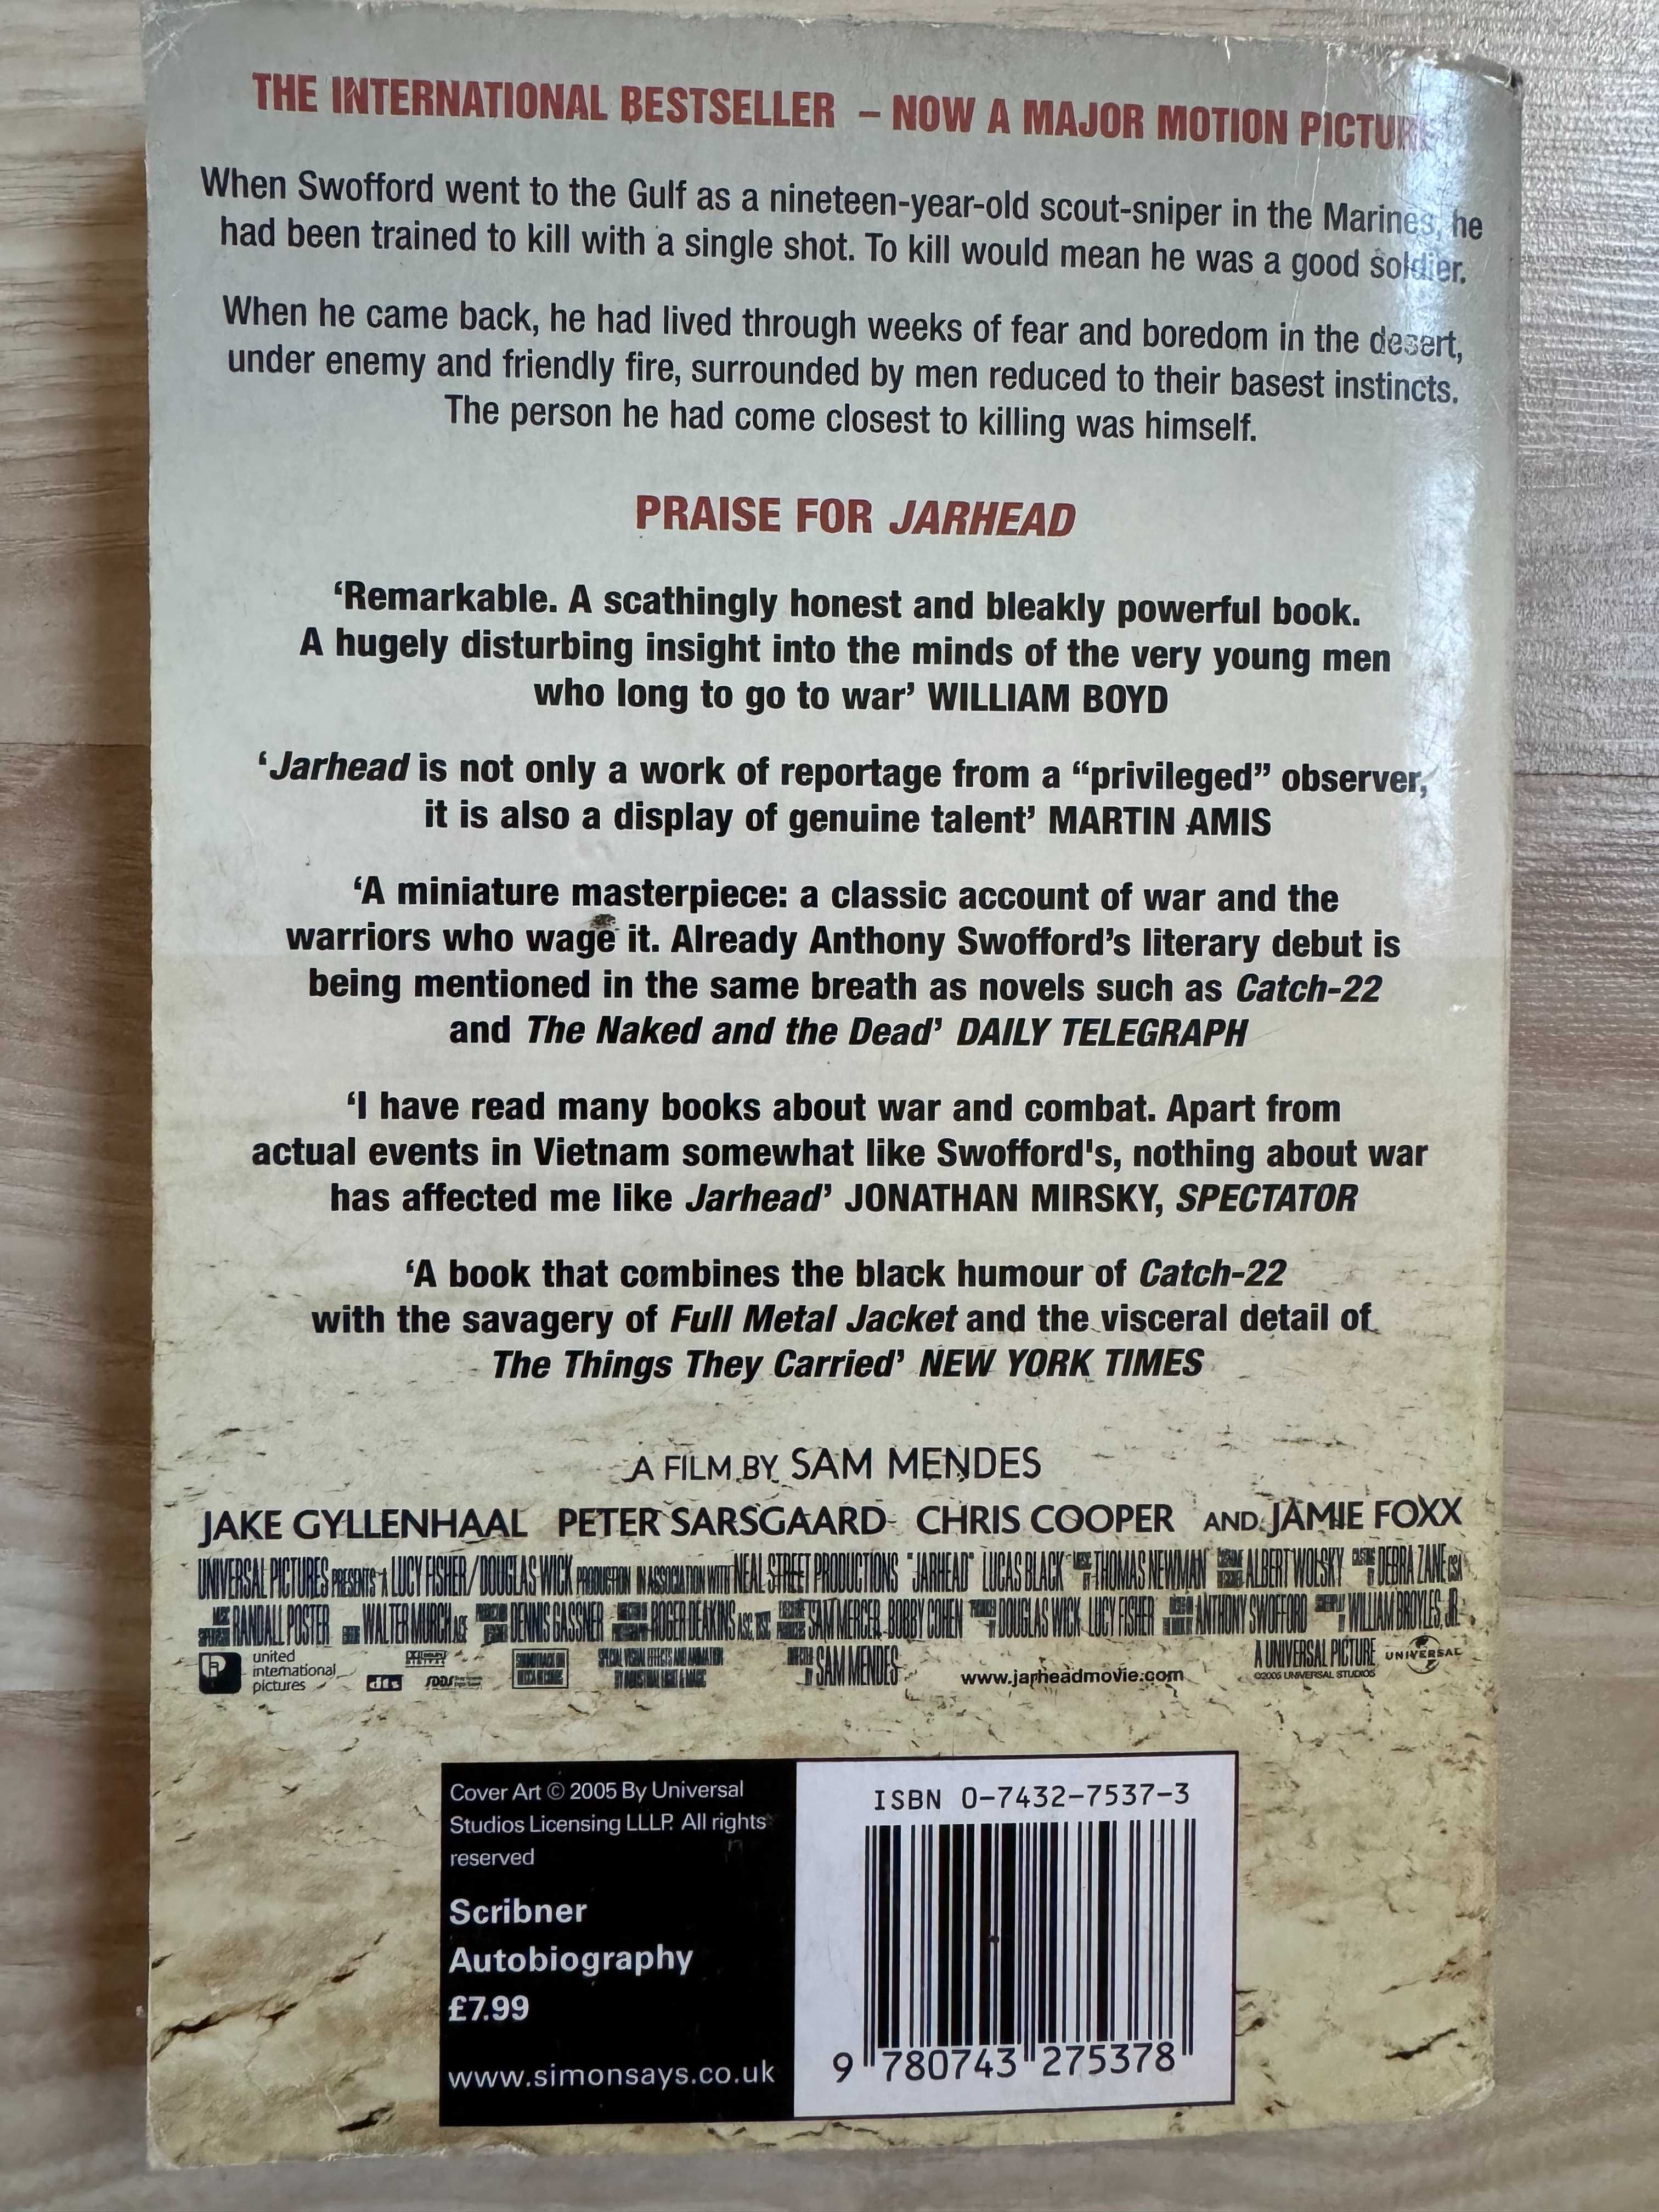 THE INTERNATIONAL BESTSELLER – NOW A MAJOR MOTION PICTURE
When Swofford went to the Gulf as a nineteen-year-old scout-sniper in the Marines, he
had been trained to kill with a single shot. To kill would mean he was a good soldier.
When he came back, he had lived through weeks of fear and boredom in the desert,
under enemy and friendly fire, surrounded by men reduced to their basest instincts.
The person he had come closest to killing was himself.
PRAISE FOR JARHEAD
‘Remarkable. A scathingly honest and bleakly powerful book.
A hugely disturbing insight into the minds of the very young men
who long to go to war’ WILLIAM BOYD
‘Jarhead is not only a work of reportage from a “privileged” observer,
it is also a display of genuine talent’ MARTIN AMIS
‘A miniature masterpiece: a classic account of war and the
warriors who wage it. Already Anthony Swofford’s literary debut is
being mentioned in the same breath as novels such as Catch-22
and The Naked and the Dead’ DAILY TELEGRAPH
‘I have read many books about war and combat. Apart from
actual events in Vietnam somewhat like Swofford's, nothing about war
has affected me like Jarhead’ JONATHAN MIRSKY, SPECTATOR
‘A book that combines the black humour of Catch-22
with the savagery of Full Metal Jacket and the visceral detail of
The Things They Carried’ NEW YORK TIMES
A FILM BY SAM MENDES
JAKE GYLLENHAAL PETER SARSGAARD CHRIS COOPER AND JAMIE FOXX
UNIVERSAL PICTURES PRESENTS A LUCY FISHER/DOUGLAS WICK PRODUCTION IN ASSOCIATION WITH NEAL STREET PRODUCTIONS "JARHEAD" LUCAS BLACK THOMAS NEWMAN ALBERT WOLSKY DEBRA ZANE, CSA
RANDALL POSTER WALTER MURCH DENNIS GASSNER ROGER DEAKINS ASC, BSC SAM MERCER BOBBY COHEN DOUGLAS WICK LUCY FISHER ANTHONY SWOFFORD WILLIAM BROYLES, JR.
united
international
pictures
dts SDDS
SPECIAL VISUAL EFFECTS AND ANIMATION
BY INDUSTRIAL LIGHT & MAGIC
SAM MENDES
www.jarheadmovie.com
A UNIVERSAL PICTURE
©2005 UNIVERSAL STUDIOS
UNIVERSAL
Cover Art © 2005 By Universal
Studios Licensing LLLP. All rights
reserved
Scribner
Autobiography
£7.99
www.simonsays.co.uk
ISBN 0-7432-7537-3
9 780743 275378